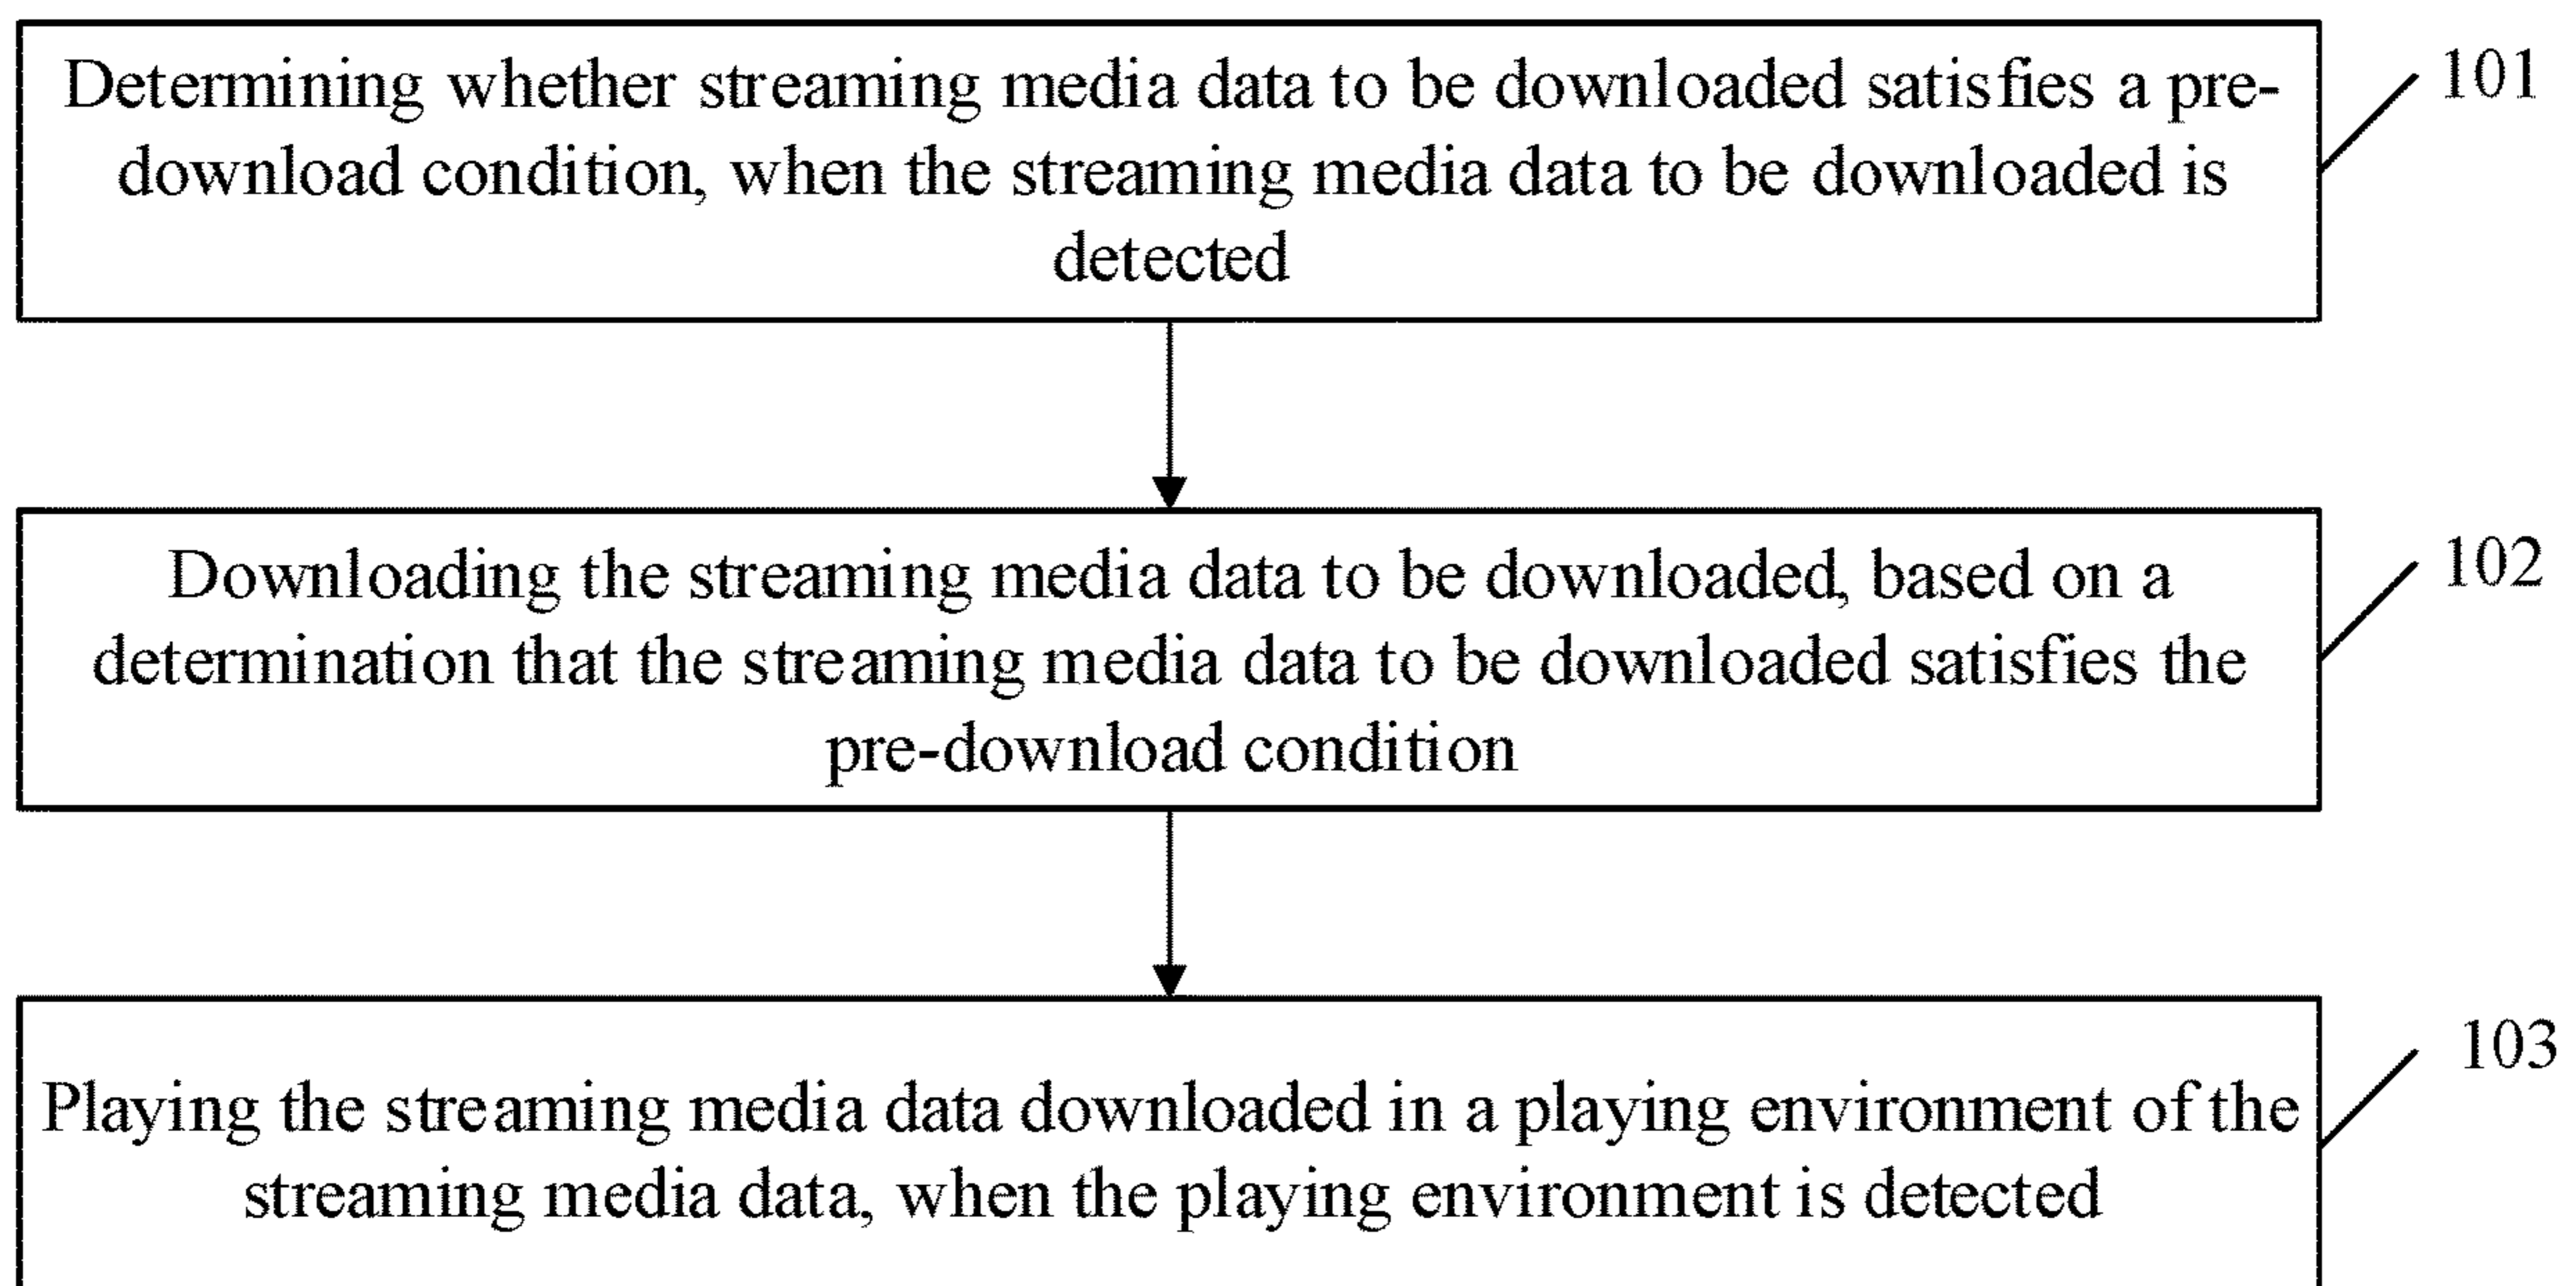 Determining whether streaming media data to be downloaded satisfies a pre-
download condition, when the streaming media data to be downloaded is
detected
101
Downloading the streaming media data to be downloaded, based on a
determination that the streaming media data to be downloaded satisfies the
pre-download condition
102
Playing the streaming media data downloaded in a playing environment of the
streaming media data, when the playing environment is detected
103